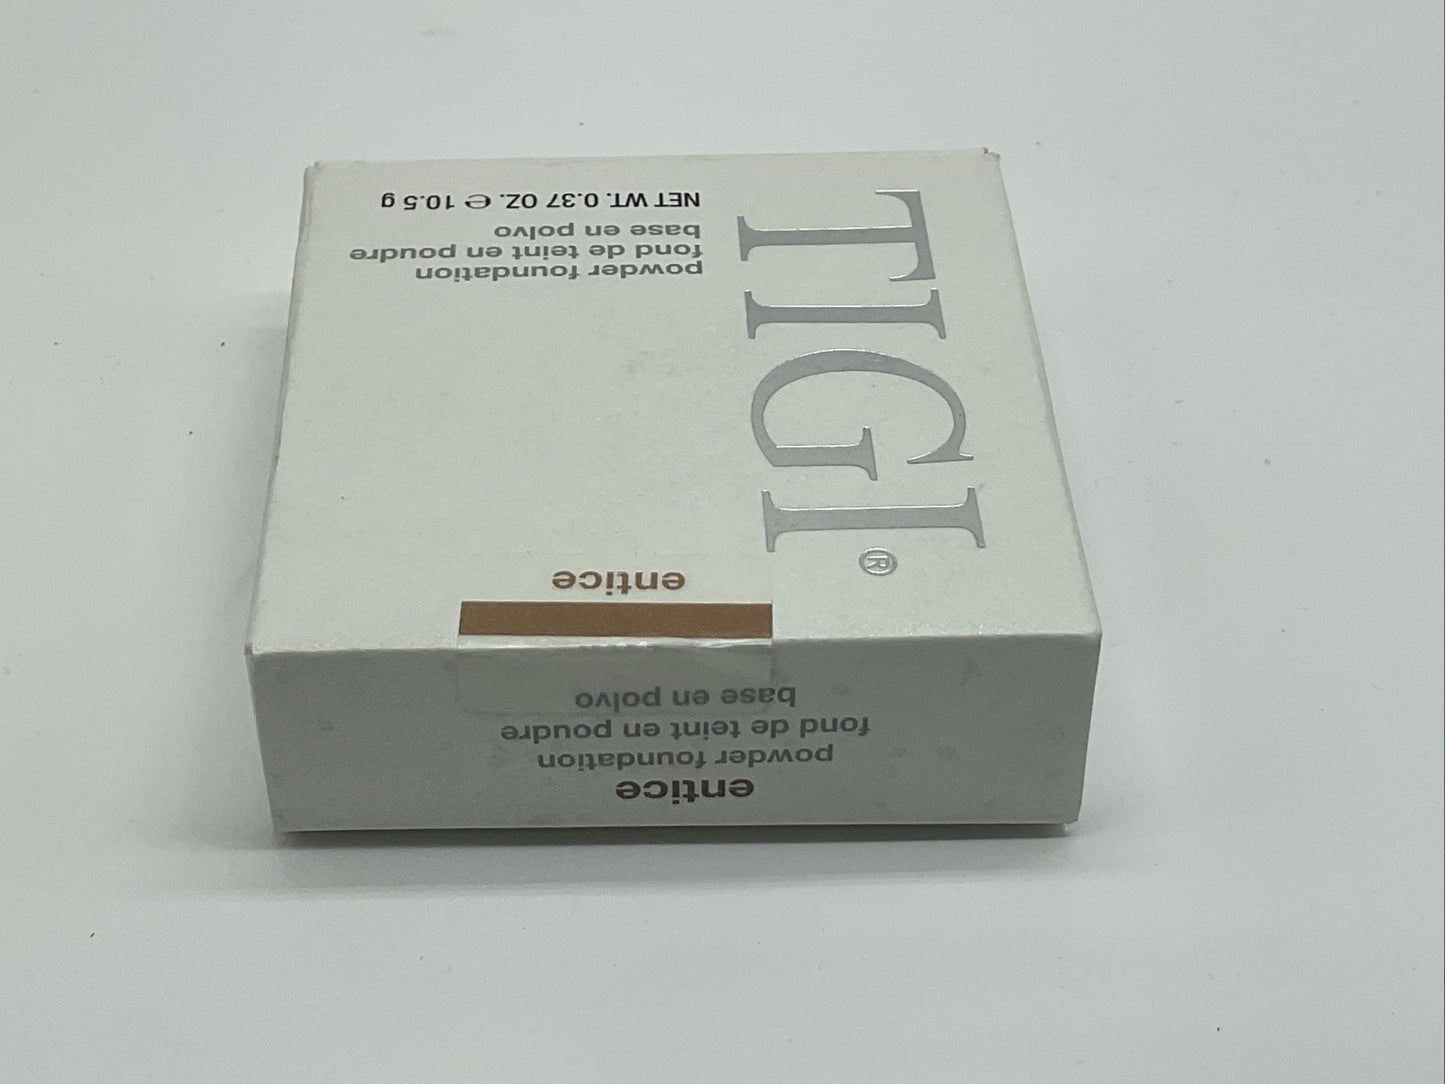 TIGI®
powder foundation
fond de teint en poudre
base en polvo
NET WT. 0.37 OZ. ℮ 10.5 g
entice
entice
powder foundation
fond de teint en poudre
base en polvo